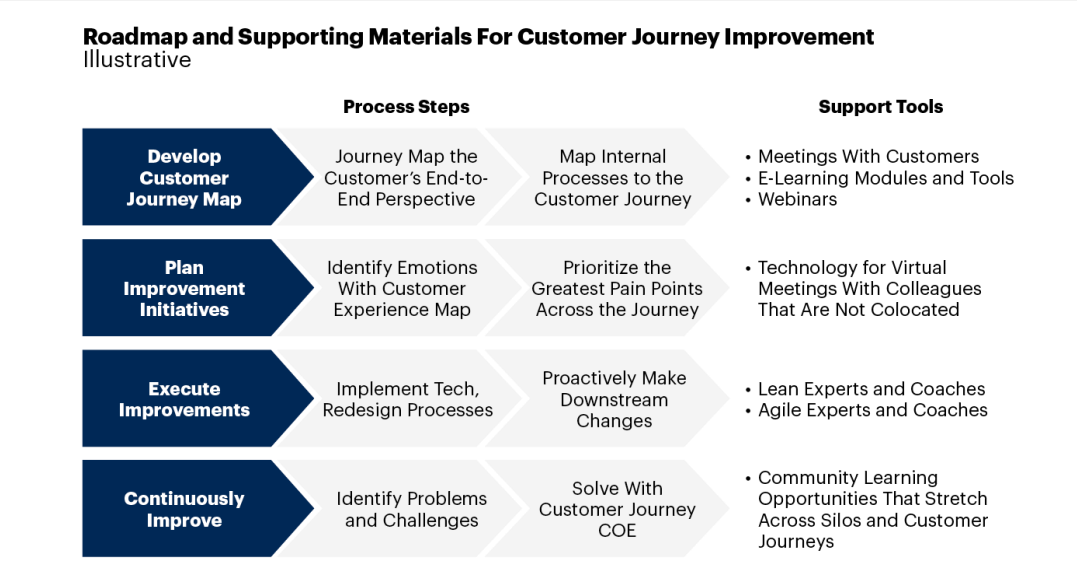 Roadmap and Supporting Materials For Customer Journey Improvement
Illustrative
Process Steps
Support Tools
Develop
Customer
Journey Map
Journey Map the
Customer's End-to-
End Perspective
Map Internal
Processes to the
Customer Journey
• Meetings With Customers
• E-Learning Modules and Tools
• Webinars
Plan
Improvement
Initiatives
Identify Emotions
With Customer
Experience Map
Prioritize the
Greatest Pain Points
Across the Journey
• Technology for Virtual
Meetings With Colleagues
That Are Not Colocated
Execute
Improvements
Implement Tech,
Redesign Processes
Proactively Make
Downstream
Changes
• Lean Experts and Coaches
• Agile Experts and Coaches
Continuously
Improve
Identify Problems
and Challenges
Solve With
Customer Journey
COE
• Community Learning
Opportunities That Stretch
Across Silos and Customer
Journeys